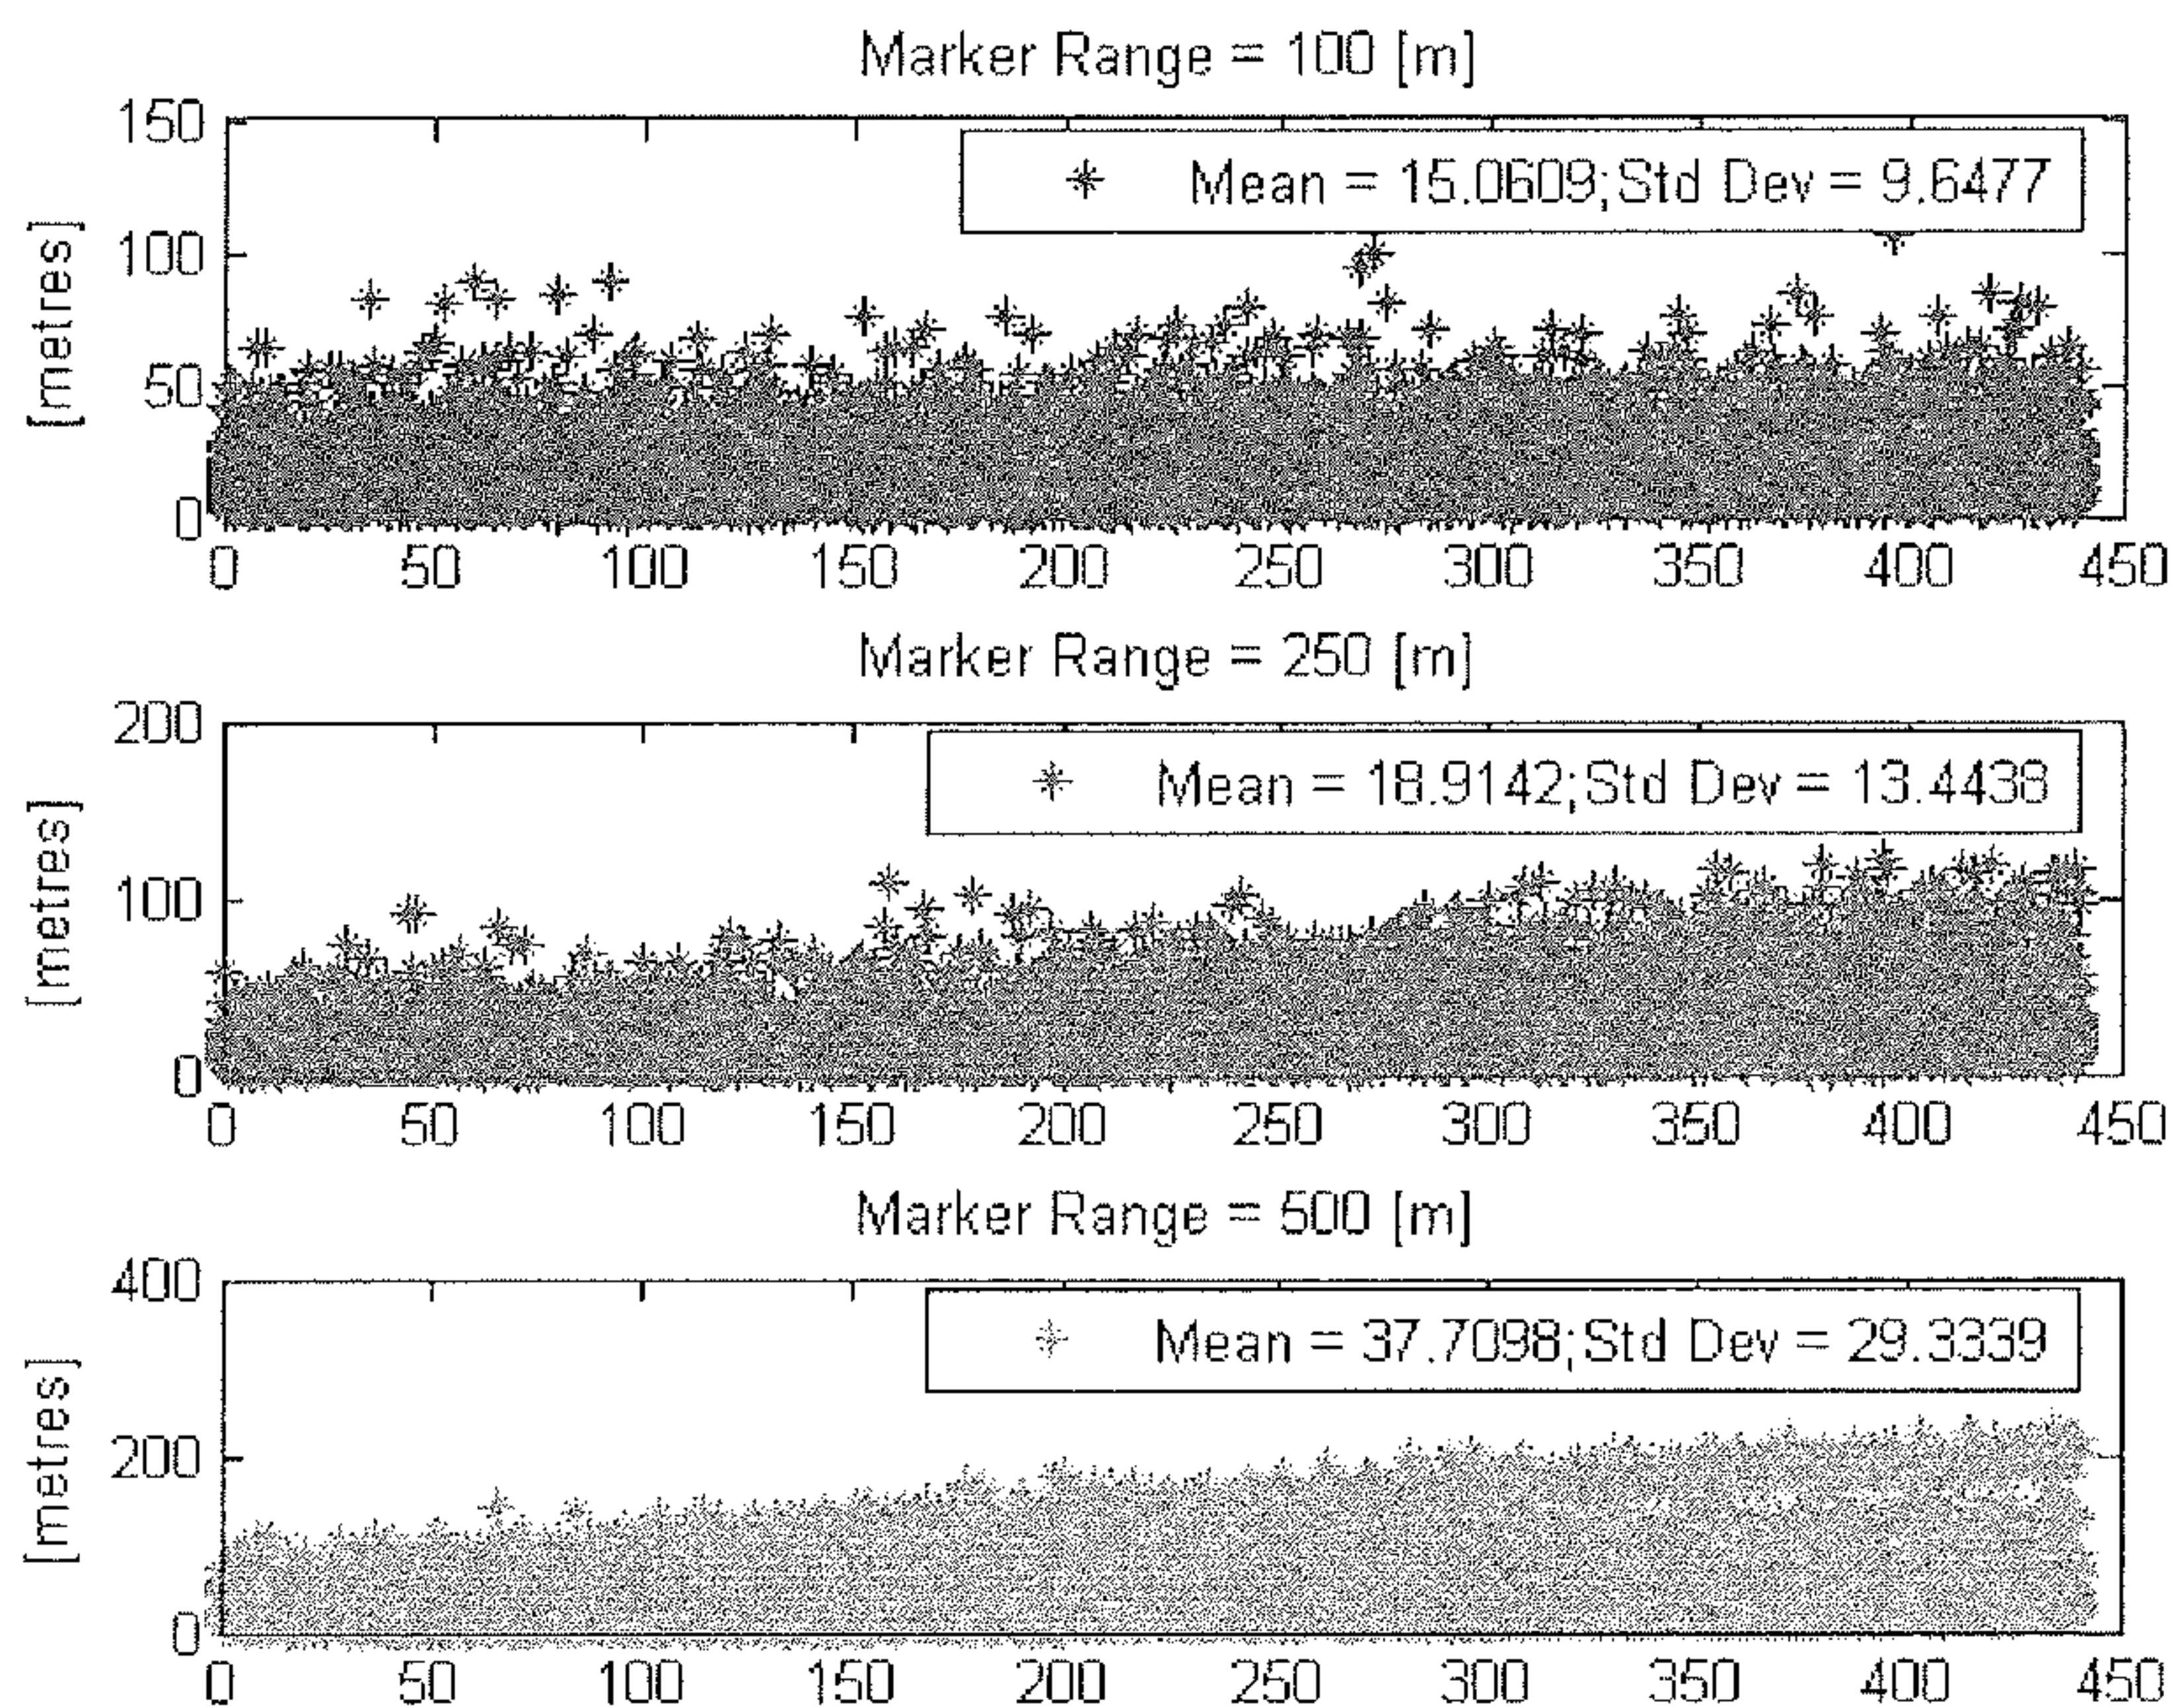 Marker Range = 100 [m]
150
Mean = 15.0609;Std Dev = 9.6477
100
[metres]
50
0
0 50 100 150 200 250 300 350 400 450
Marker Range = 250 [m]
200
Mean = 18.9142;Std Dev = 13.4438
100
[metres]
0
0 50 100 150 200 250 300 350 400 450
Marker Range = 500 [m]
400
Mean = 37.7098;Std Dev = 29.3339
200
[metres]
0
0 50 100 150 200 250 300 350 400 450